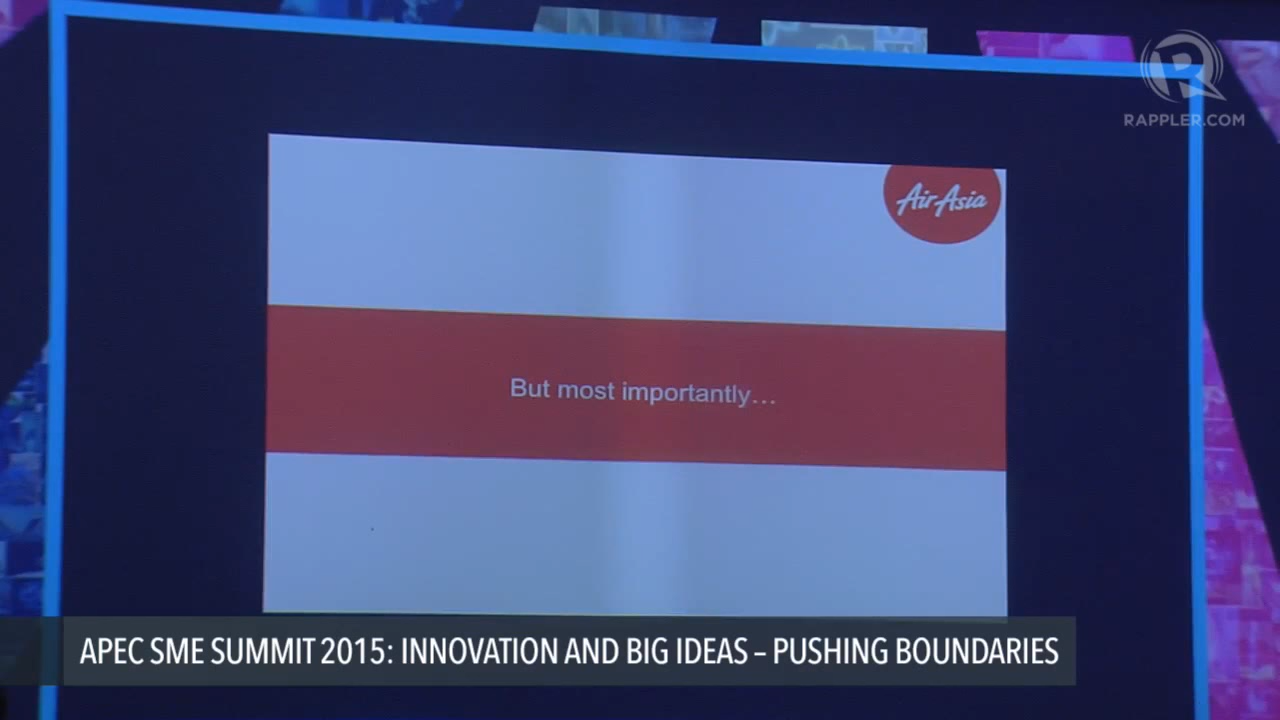 R
RAPPLER.COM
AirAsia
But most importantly…
APEC SME SUMMIT 2015: INNOVATION AND BIG IDEAS – PUSHING BOUNDARIES